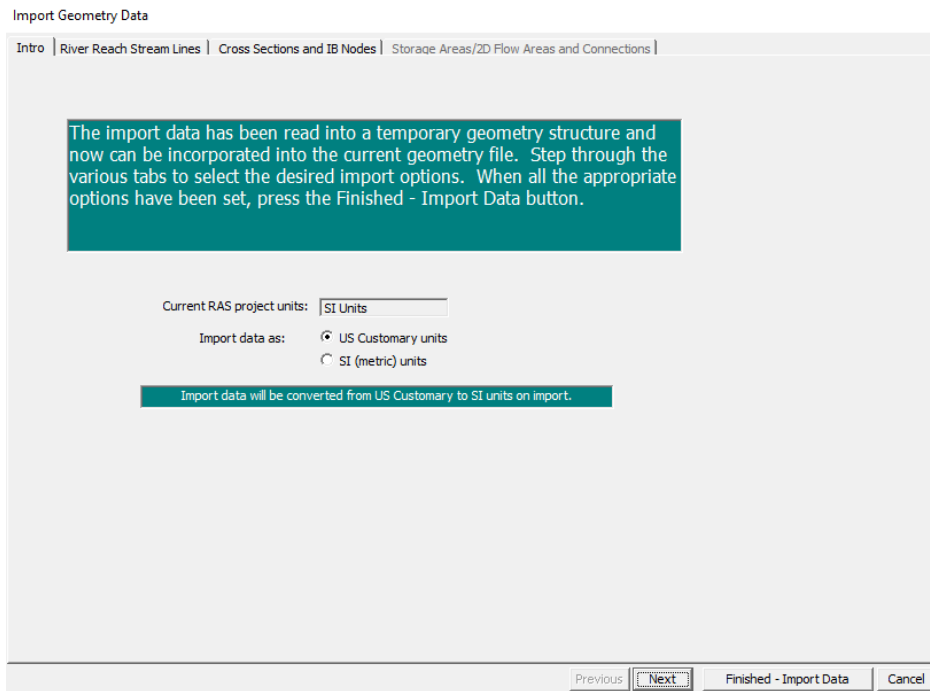 Import Geometry Data
Intro River Reach Stream Lines Cross Sections and IB Nodes Storage Areas/2D Flow Areas and Connections
The import data has been read into a temporary geometry structure and
now can be incorporated into the current geometry file. Step through the
various tabs to select the desired import options. When all the appropriate
options have been set, press the Finished - Import Data button.
Current RAS project units: SI Units
Import data as: US Customary units
SI (metric) units
Import data will be converted from US Customary to SI units on import.
Previous Next Finished - Import Data Cancel